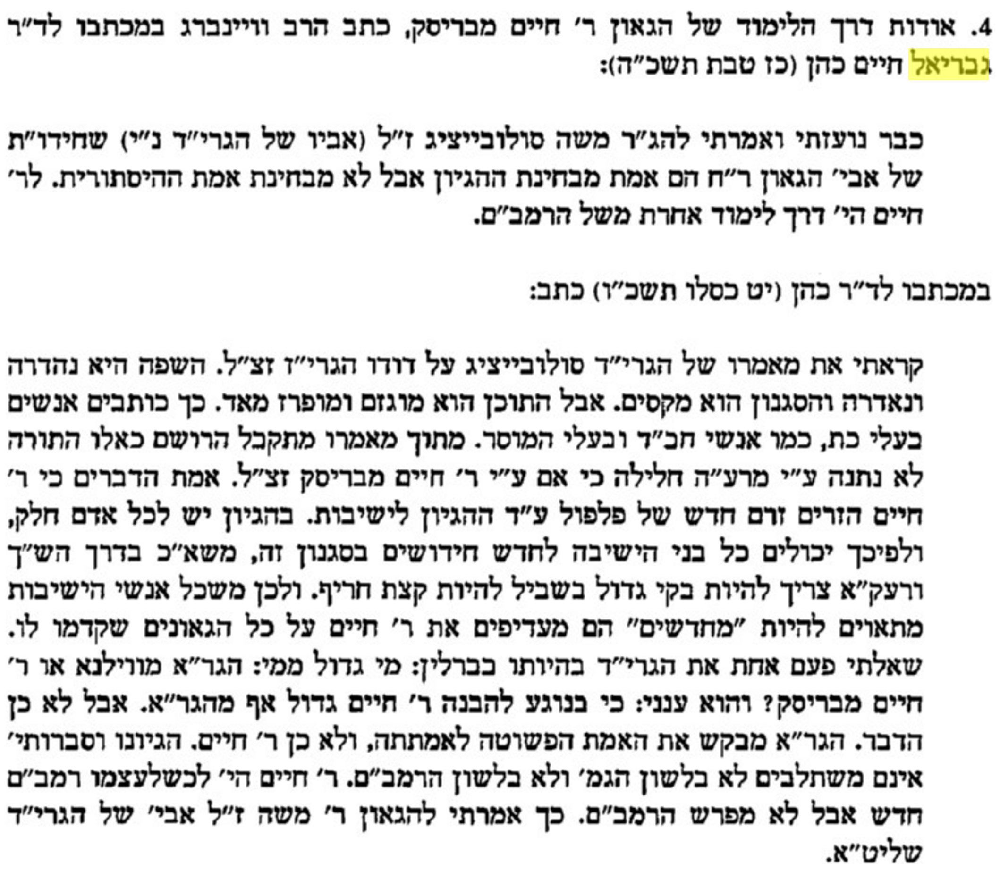 4. אודות דרך הלימוד של הגאון ר׳ חיים מבריסק, כתב הרב וויינברג במכתבו לד״ר
גבריאל חיים כהן (כז טבת תשכ״ה):
כבר נועזתי ואמרתי להג״ר משה סולובייציג ז״ל (אביו של הגרי״ד נ״י) שחידו״ת
של אבי׳ הגאון ר״ח הם אמת מבחינת ההגיון אבל לא מבחינת אמת ההיסתורית. לר׳
חיים הי׳ דרך לימוד אחרת משל הרמב״ם.
במכתבו לד״ר כהן (יט כסלו תשכ״ו) כתב:
קראתי את מאמרו של הגרי״ד סולובייציג על דודו הגרי״ז זצ״ל. השפה היא נהדרה
ונאדרה והסגנון הוא מקסים. אבל התוכן הוא מוגזם ומופרז מאד. כך כותבים אנשים
בעלי כת, כמו אנשי חב״ד ובעלי המוסר. מתוך מאמרו מתקבל הרושם כאלו התורה
לא נתנה ע״י מרע״ה חלילה כי אם ע״י ר׳ חיים מבריסק זצ״ל. אמת הדברים כי ר׳
חיים הזרים זרם חדש של פלפול ע״ד ההגיון לישיבות. בהגיון יש לכל אדם חלק,
ולפיכך יכולים כל בני הישיבה לחדש חידושים בסגנון זה, משא״כ בדרך הש״ך
ורעק״א צריך להיות בקי גדול בשביל להיות קצת חריף. ולכן משכל אנשי הישיבות
מתאוים להיות ״מחדשים״ הם מעדיפים את ר׳ חיים על כל הגאונים שקדמו לו.
שאלתי פעם אחת את הגרי״ד בהיותו בברלין: מי גדול ממי: הגר״א מווילנא או ר׳
חיים מבריסק? והוא ענני: כי בנוגע להבנה ר׳ חיים גדול אף מהגר״א. אבל לא כן
הדבר. הגר״א מבקש את האמת הפשוטה לאמתתה, ולא כן ר׳ חיים. הגיונו וסברותי׳
אינם משתלבים לא בלשון הגמ׳ ולא בלשון הרמב״ם. ר׳ חיים הי׳ לכשלעצמו רמב״ם
חדש אבל לא מפרש הרמב״ם. כך אמרתי להגאון ר׳ משה ז״ל אבי׳ של הגרי״ד
שליט״א.